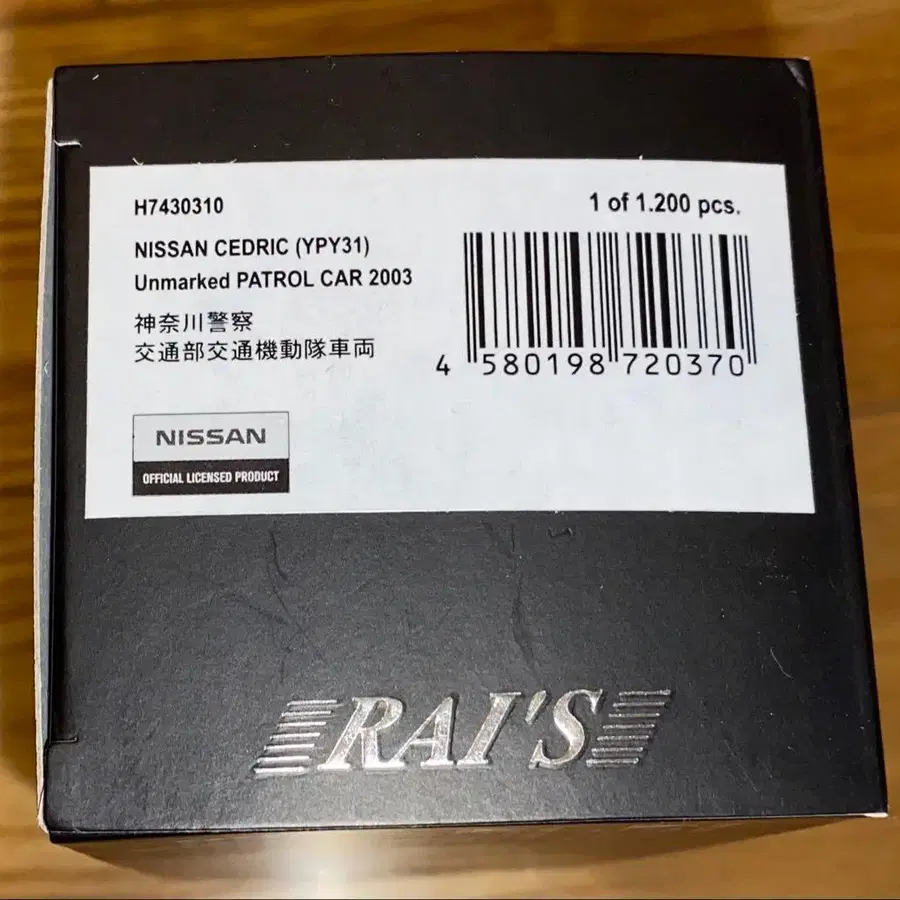 H7430310
1 of 1.200 pcs.
NISSAN CEDRIC (YPY31)
Unmarked PATROL CAR 2003
神奈川警察
交通部交通機動隊車両
4 580198 720370
NISSAN
OFFICIAL LICENSED PRODUCT
RAI'S